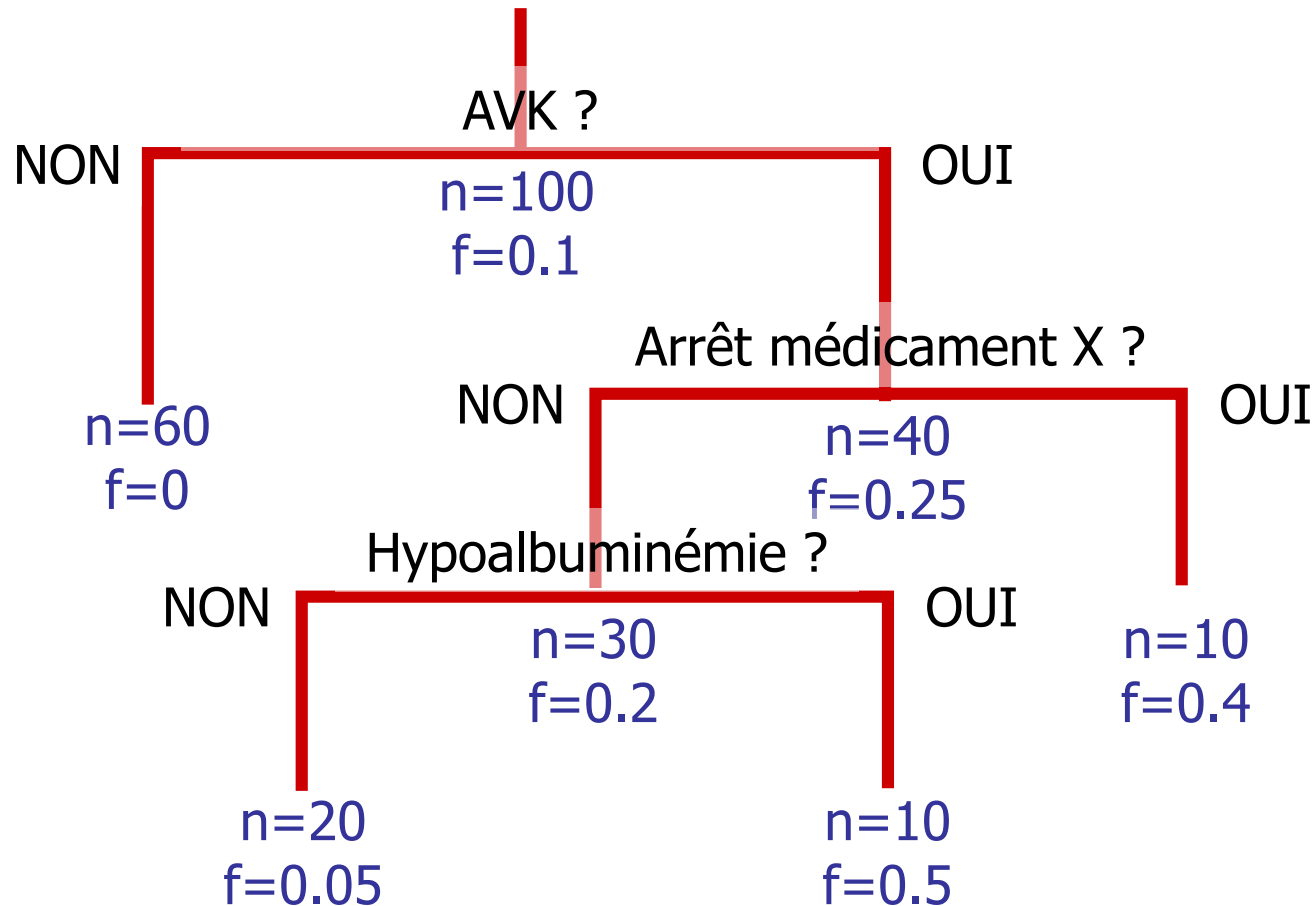 AVK ?
NON
OUI
n=100
f=0.1
Arrêt médicament X ?
NON
OUI
n=60
f=0
n=40
f=0.25
Hypoalbuminémie ?
NON
OUI
n=30
f=0.2
n=10
f=0.4
n=20
f=0.05
n=10
f=0.5